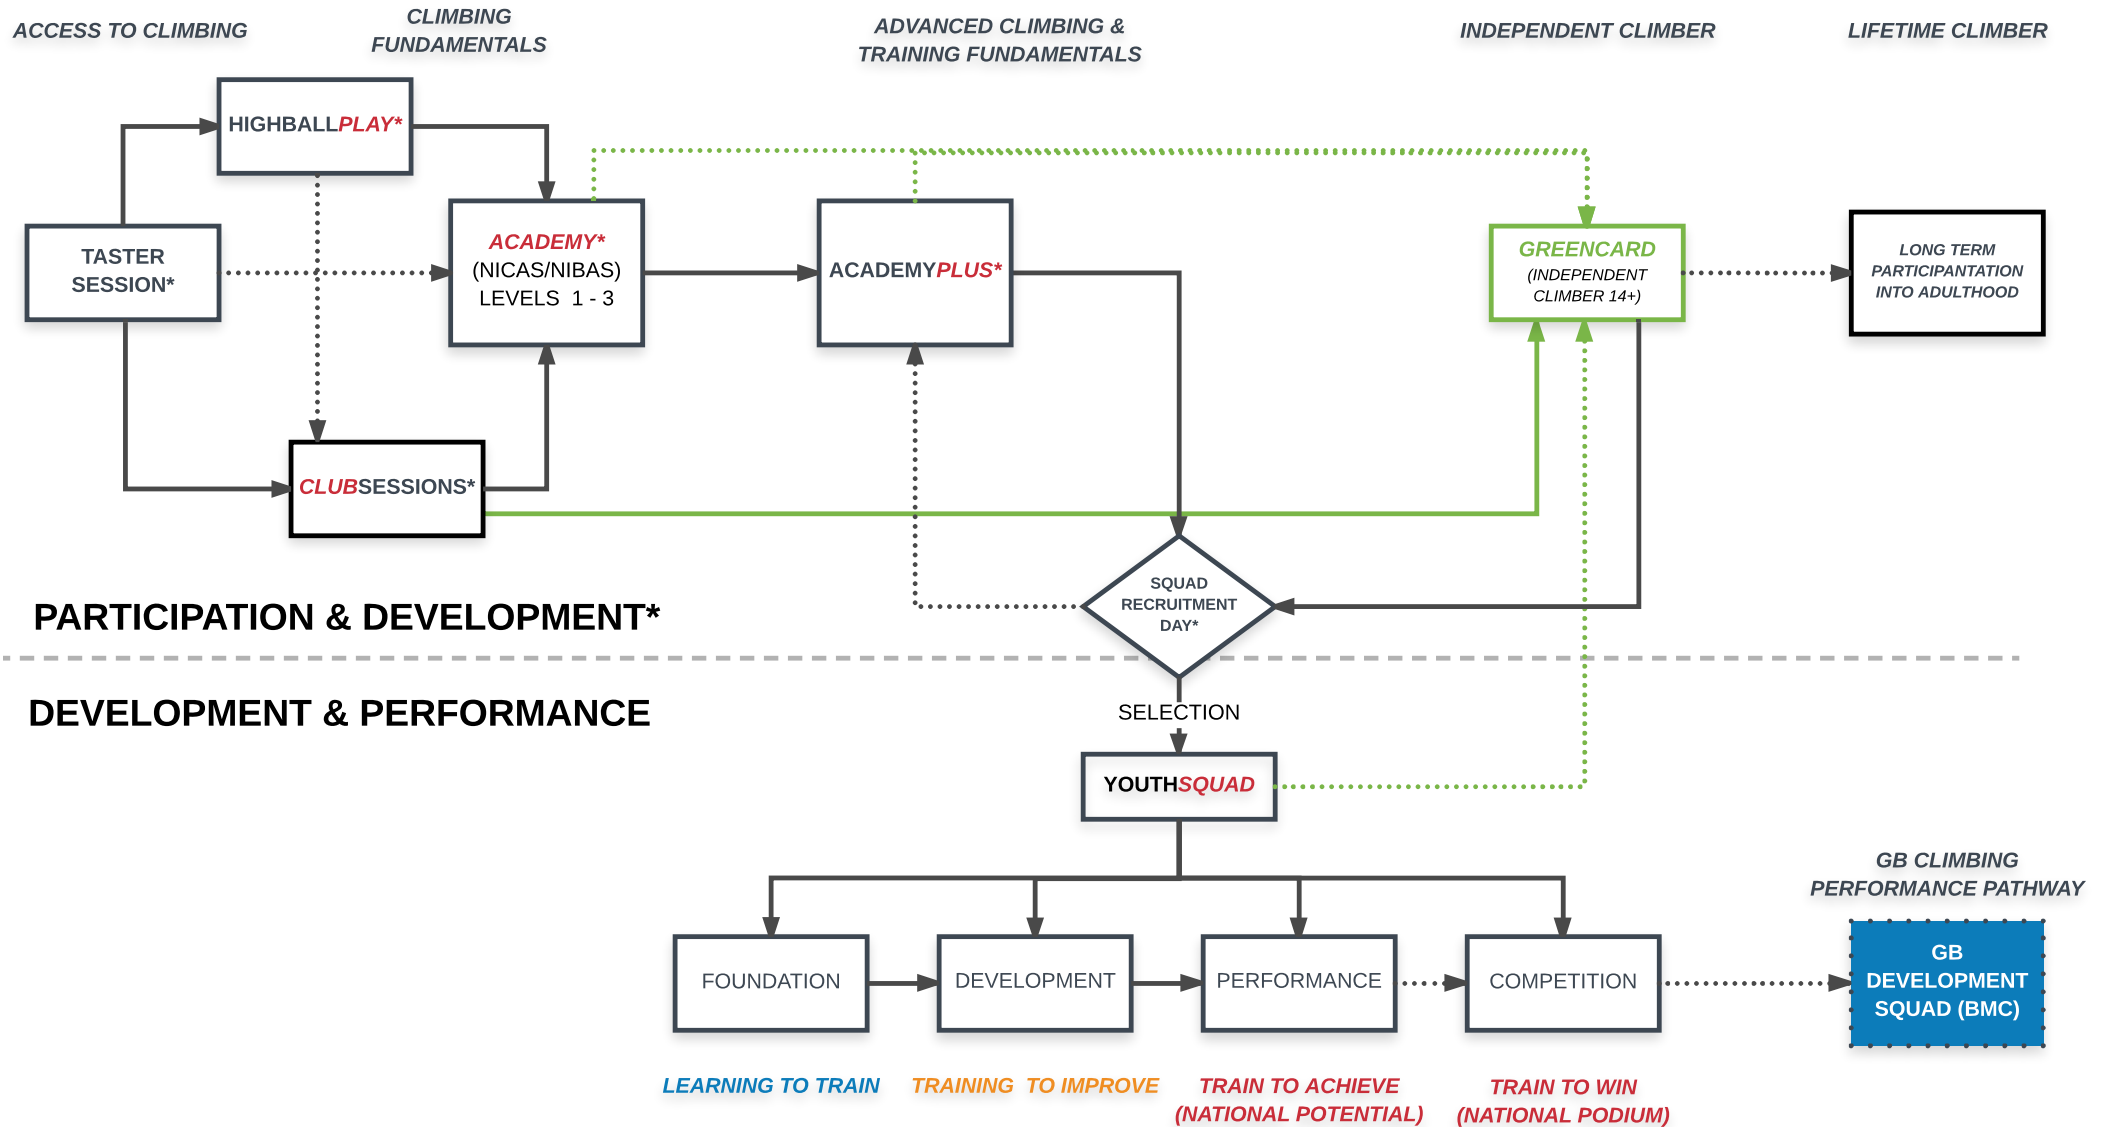 ACCESS TO CLIMBING
CLIMBING
FUNDAMENTALS
ADVANCED CLIMBING &
TRAINING FUNDAMENTALS
INDEPENDENT CLIMBER
LIFETIME CLIMBER
HIGHBALLPLAY*
TASTER
SESSION*
ACADEMY*
(NICAS/NIBAS)
LEVELS  1 - 3
ACADEMYPLUS*
GREENCARD
(INDEPENDENT
CLIMBER 14+)
LONG TERM
PARTICIPANTATION
INTO ADULTHOOD
CLUBSESSIONS*
SQUAD
RECRUITMENT
DAY*
PARTICIPATION & DEVELOPMENT*
DEVELOPMENT & PERFORMANCE
SELECTION
YOUTHSQUAD
GB CLIMBING
PERFORMANCE PATHWAY
FOUNDATION
DEVELOPMENT
PERFORMANCE
COMPETITION
GB
DEVELOPMENT
SQUAD (BMC)
LEARNING TO TRAIN
TRAINING  TO IMPROVE
TRAIN TO ACHIEVE
(NATIONAL POTENTIAL)
TRAIN TO WIN
(NATIONAL PODIUM)